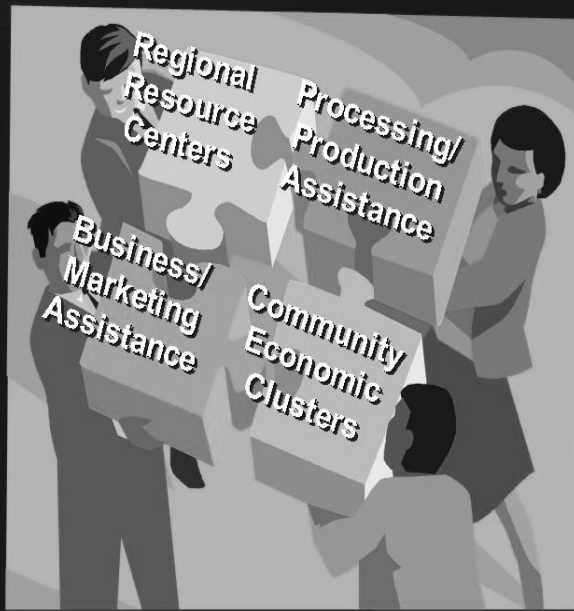 Regional
Resource
Centers
Processing/
Production
Assistance
Business/
Marketing
Assistance
Community
Economic
Clusters